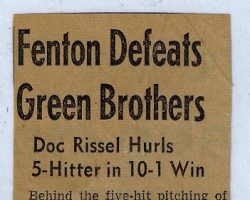 Fenton Defeats
Green Brothers
Doc Rissel Hurls
5-Hitter in 10-1 Win
Behind the five-hit pitching of